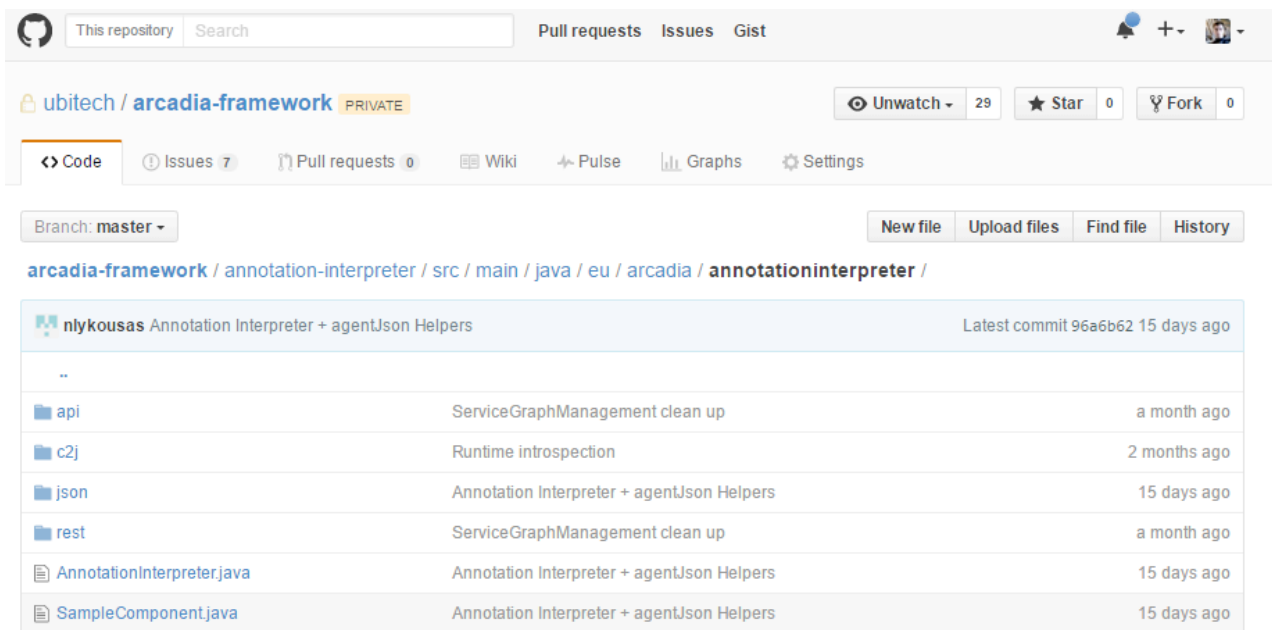 This repository Search Pull requests Issues Gist
ubitech / arcadia-framework PRIVATE Unwatch 29 Star 0 Fork 0
Code Issues 7 Pull requests 0 Wiki Pulse Graphs Settings
Branch: master New file Upload files Find file History
arcadia-framework / annotation-interpreter / src / main / java / eu / arcadia / annotationinterpreter /
nlykousas Annotation Interpreter + agentJson Helpers Latest commit 96a6b62 15 days ago
..
api ServiceGraphManagement clean up a month ago
c2j Runtime introspection 2 months ago
json Annotation Interpreter + agentJson Helpers 15 days ago
rest ServiceGraphManagement clean up a month ago
AnnotationInterpreter.java Annotation Interpreter + agentJson Helpers 15 days ago
SampleComponent.java Annotation Interpreter + agentJson Helpers 15 days ago